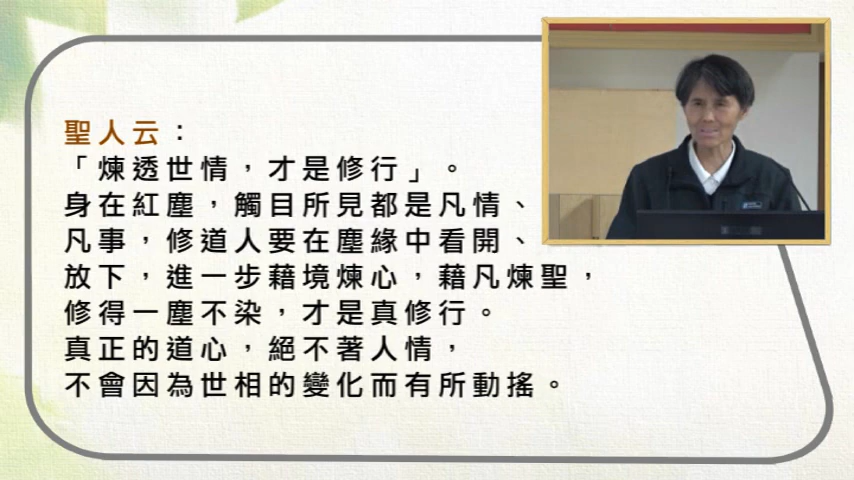 聖人云：
「煉透世情，才是修行」。
身在紅塵，觸目所見都是凡情、
凡事，修道人要在塵緣中看開、
放下，進一步藉境煉心，藉凡煉聖，
修得一塵不染，才是真修行。
真正的道心，絕不著人情，
不會因為世相的變化而有所動搖。